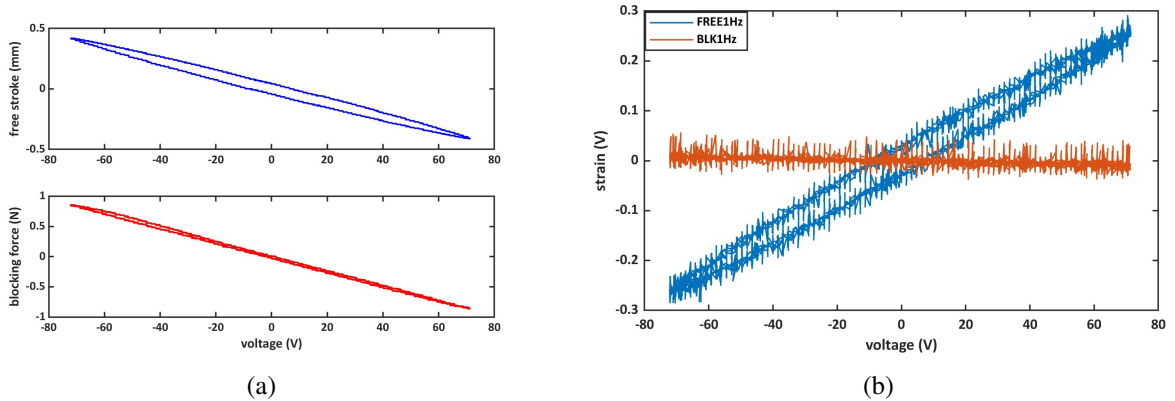 0.5
0
-0.5
free stroke (mm)
-80 -60 -40 -20 0 20 40 60 80
1
0.5
0
-0.5
-1
blocking force (N)
-80 -60 -40 -20 0 20 40 60 80
voltage (V)
(a)
FREE1Hz
BLK1Hz
0.3
0.2
0.1
0
-0.1
-0.2
-0.3
strain (V)
-80 -60 -40 -20 0 20 40 60 80
voltage (V)
(b)